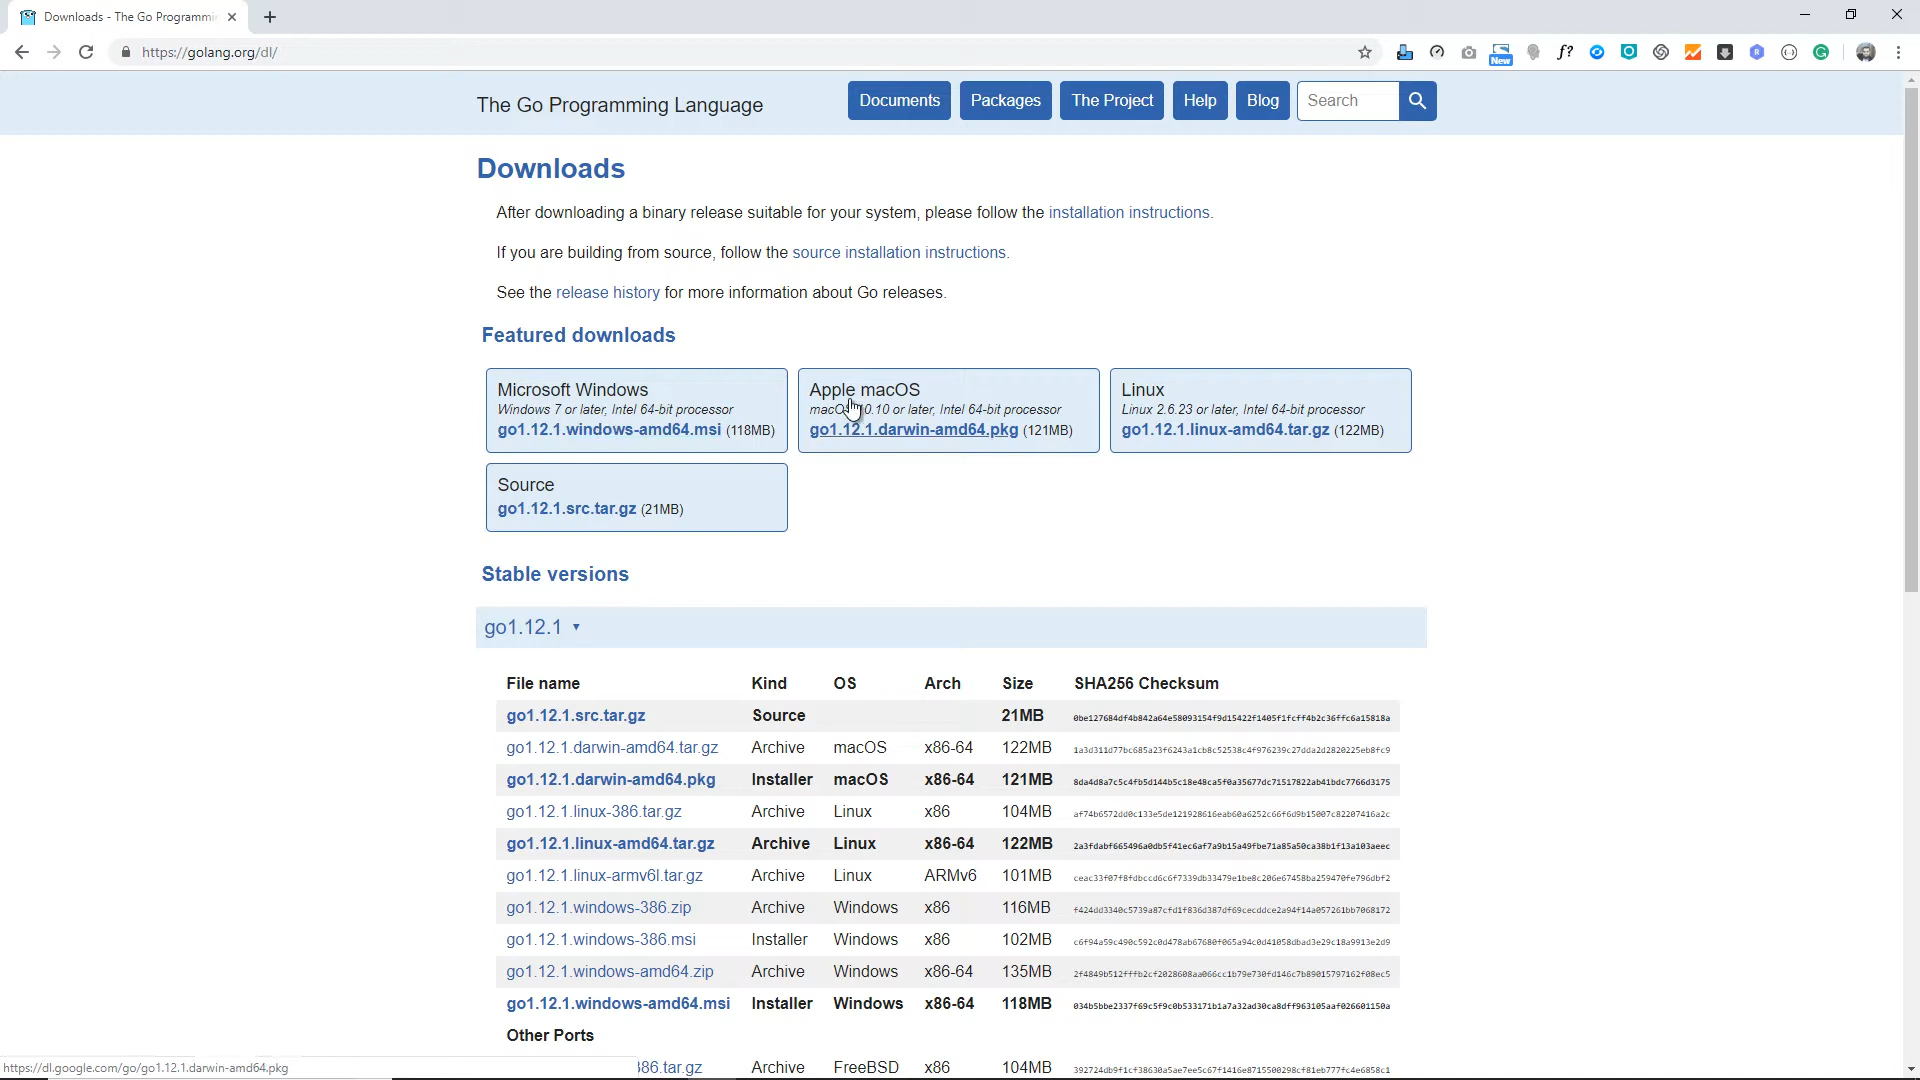 Downloads - The Go Programmi
https://golang.org/dl/
New
f?
R
The Go Programming Language
Documents
Packages
The Project
Help
Blog
Search
Downloads
After downloading a binary release suitable for your system, please follow the installation instructions.
If you are building from source, follow the source installation instructions.
See the release history for more information about Go releases.
Featured downloads
Microsoft Windows
Windows 7 or later, Intel 64-bit processor
go1.12.1.windows-amd64.msi (118MB)
Apple macOS
macOS 10.10 or later, Intel 64-bit processor
go1.12.1.darwin-amd64.pkg (121MB)
Linux
Linux 2.6.23 or later, Intel 64-bit processor
go1.12.1.linux-amd64.tar.gz (122MB)
Source
go1.12.1.src.tar.gz (21MB)
Stable versions
go1.12.1 ▾
File name Kind OS Arch Size SHA256 Checksum
go1.12.1.src.tar.gz Source 21MB
go1.12.1.darwin-amd64.tar.gz Archive macOS x86-64 122MB
go1.12.1.darwin-amd64.pkg Installer macOS x86-64 121MB
go1.12.1.linux-386.tar.gz Archive Linux x86 104MB
go1.12.1.linux-amd64.tar.gz Archive Linux x86-64 122MB
go1.12.1.linux-armv6l.tar.gz Archive Linux ARMv6 101MB
go1.12.1.windows-386.zip Archive Windows x86 116MB
go1.12.1.windows-386.msi Installer Windows x86 102MB
go1.12.1.windows-amd64.zip Archive Windows x86-64 135MB
go1.12.1.windows-amd64.msi Installer Windows x86-64 118MB
Other Ports
386.tar.gz Archive FreeBSD x86 104MB
https://dl.google.com/go/go1.12.1.darwin-amd64.pkg